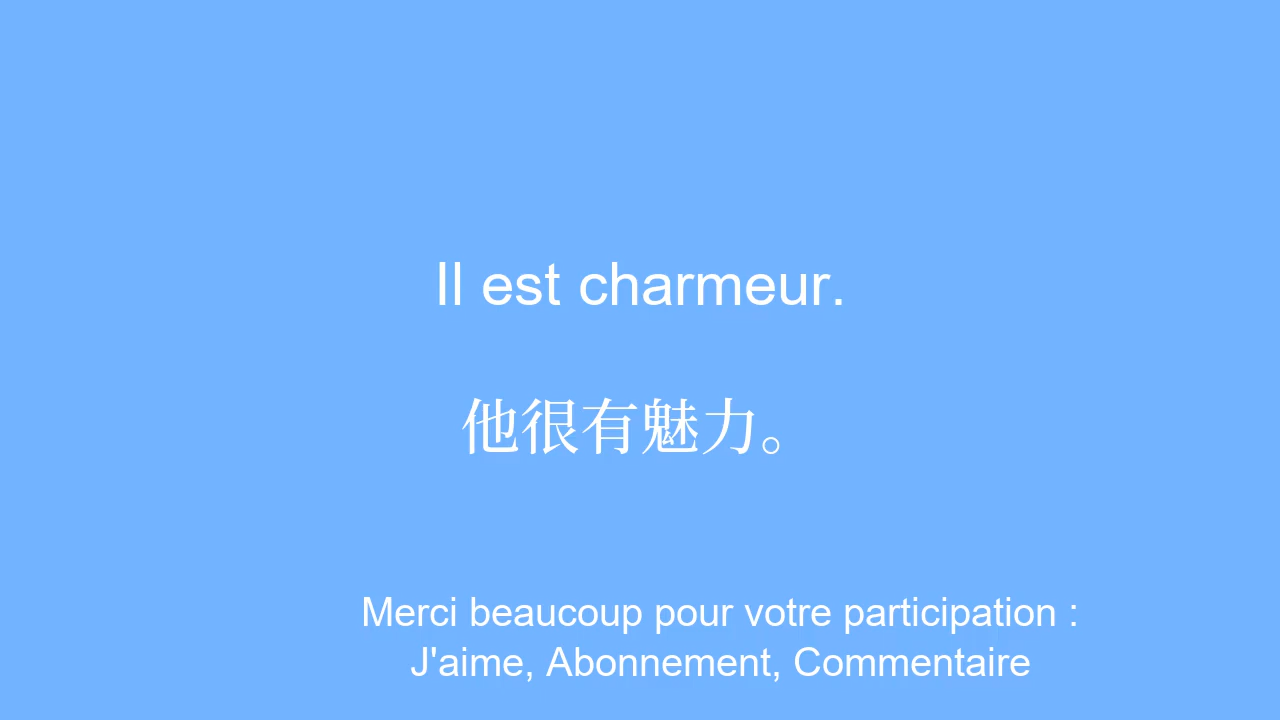 Il est charmeur.
他很有魅力。
Merci beaucoup pour votre participation :
J'aime, Abonnement, Commentaire